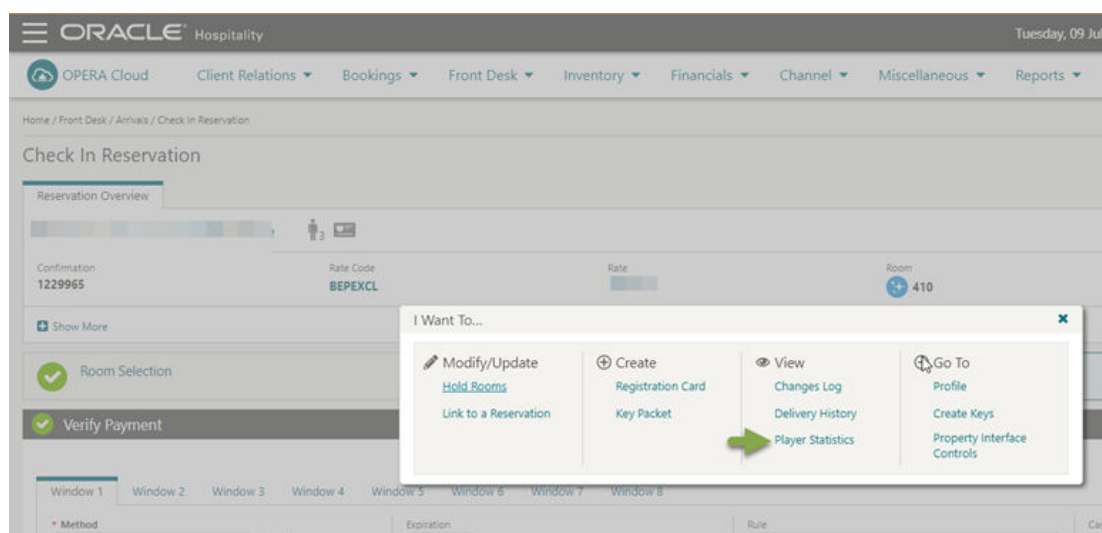 ORACLE Hospitality
Tuesday, 09 Jul
OPERA Cloud Client Relations Bookings Front Desk Inventory Financials Channel Miscellaneous Reports
Home / Front Desk / Arrivals / Check In Reservation
Check In Reservation
Reservation Overview
3
Confirmation Rate Code Rate Room
1229965 BEPEXCL 410
Show More
I Want To...
Room Selection
Modify/Update
Hold Rooms
Link to a Reservation
Create
Registration Card
Key Packet
View
Changes Log
Delivery History
Player Statistics
Go To
Profile
Create Keys
Property Interface
Controls
Verify Payment
Window 1 Window 2 Window 3 Window 4 Window 5 Window 6 Window 7 Window 8
* Method Expiration Rule